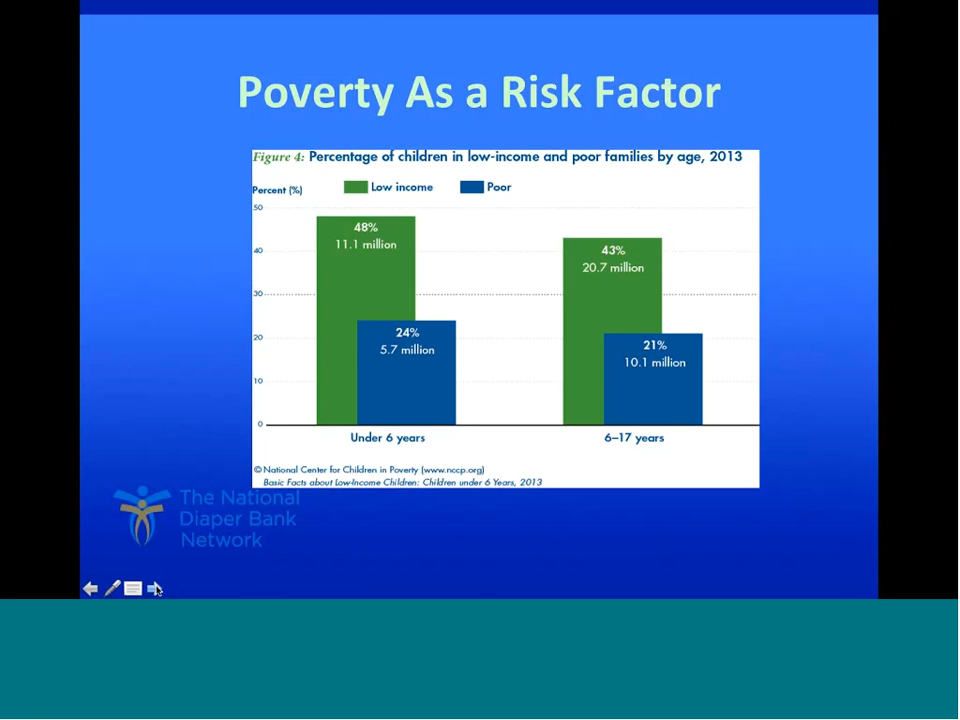 Poverty As a Risk Factor
Figure 4: Percentage of children in low-income and poor families by age, 2013
Percent (%)
Low income
Poor
50
40
30
20
10
0
48%
11.1 million
24%
5.7 million
43%
20.7 million
21%
10.1 million
Under 6 years
6–17 years
© National Center for Children in Poverty (www.nccp.org)
Basic Facts about Low-Income Children: Children under 6 Years, 2013
The National
Diaper Bank
Network